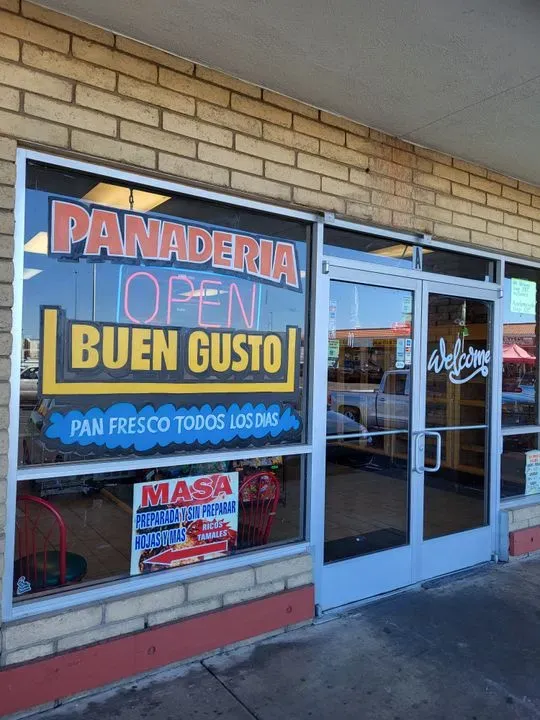 PANADERIA
OPEN
BUEN GUSTO
PAN FRESCO TODOS LOS DIAS
MASA
PREPARADA Y SIN PREPARAR
HOJAS Y MAS
RICOS
TAMALES
welcome